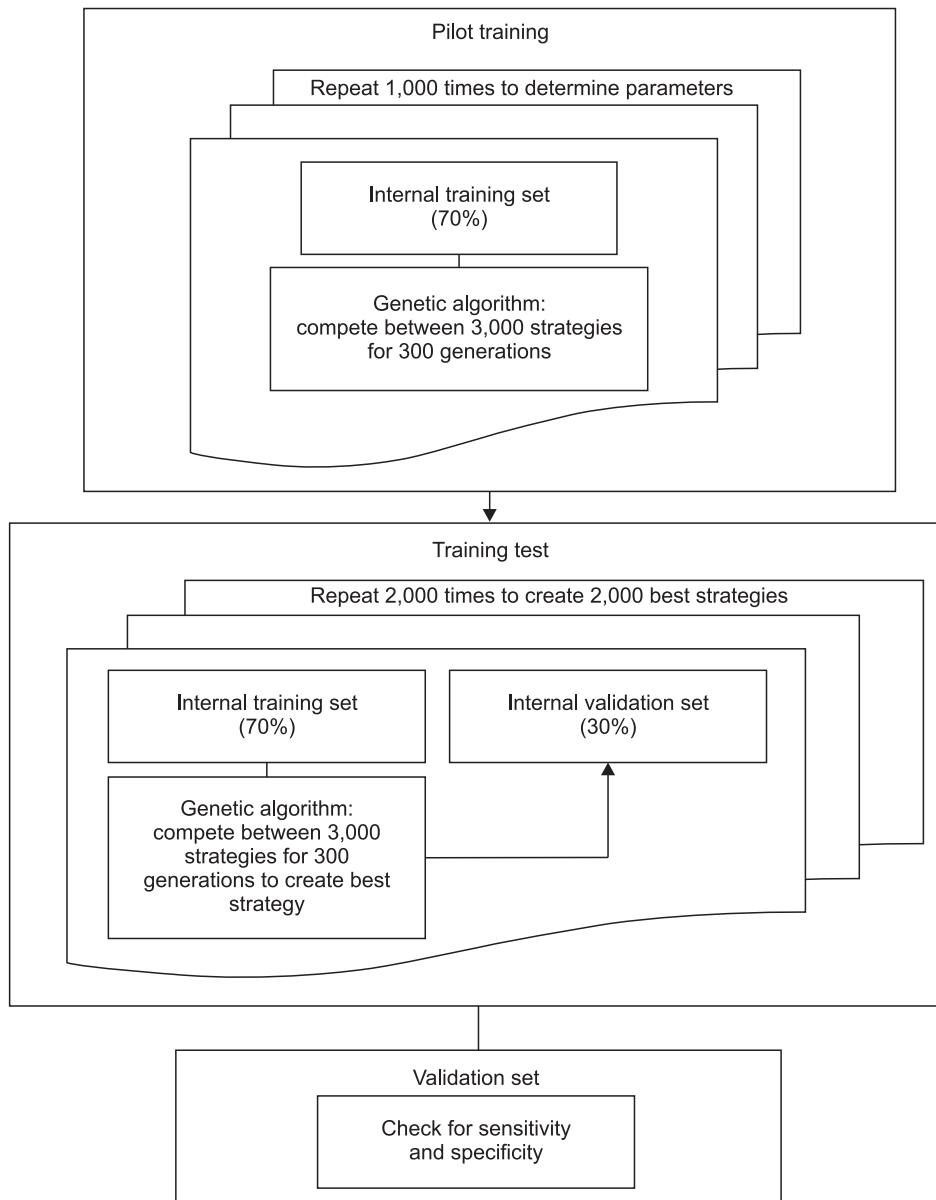 Pilot training
Repeat 1,000 times to determine parameters
Internal training set
(70%)
Genetic algorithm:
compete between 3,000 strategies
for 300 generations
Training test
Repeat 2,000 times to create 2,000 best strategies
Internal training set
(70%)
Internal validation set
(30%)
Genetic algorithm:
compete between 3,000
strategies for 300
generations to create best
strategy
Validation set
Check for sensitivity
and specificity